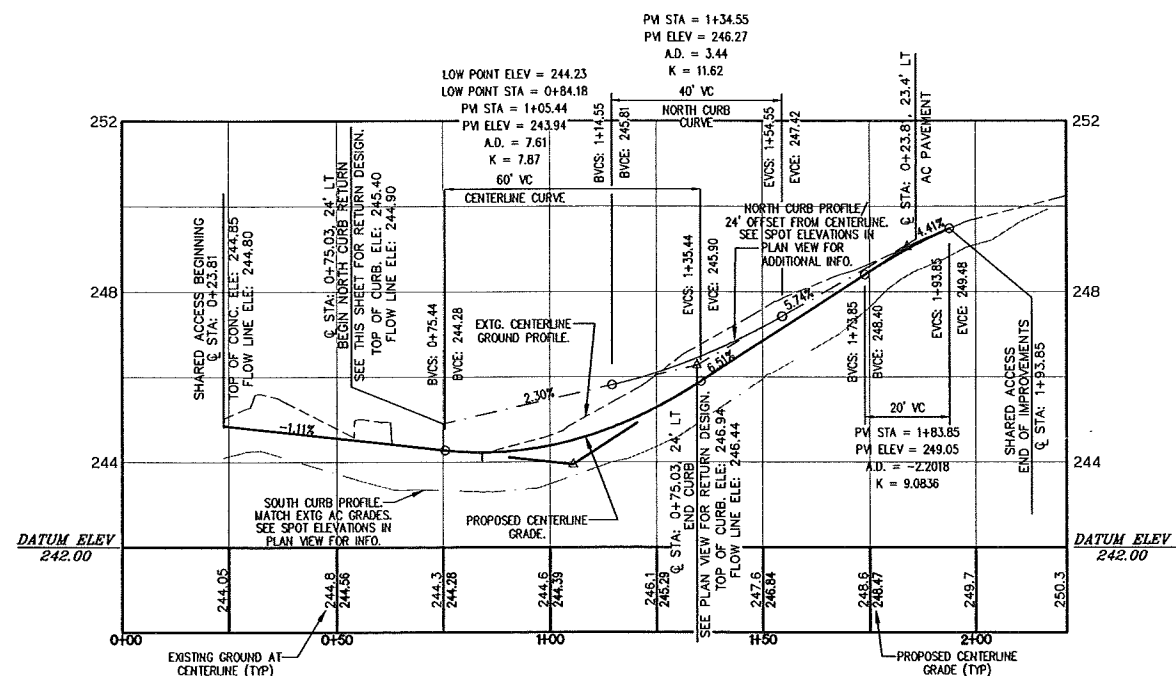 PVI STA = 1+34.55
PVI ELEV = 246.27
A.D. = 3.44
K = 11.62
40' VC
NORTH CURB
CURVE
LOW POINT ELEV = 244.23
LOW POINT STA = 0+84.18
PVI STA = 1+05.44
PVI ELEV = 243.94
A.D. = 7.61
K = 7.87
60' VC
CENTERLINE CURVE
BVCS: 1+14.55
BVCE: 245.81
EVCS: 1+54.55
EVCE: 247.42
℄ STA: 0+23.81, 23.4' LT
AC PAVEMENT
252
252
248
248
244
244
SHARED ACCESS BEGINNING
℄ STA: 0+23.81
TOP OF CONC. ELE: 244.85
FLOW LINE ELE: 244.80
℄ STA: 0+75.03, 24' LT
BEGIN NORTH CURB RETURN
SEE THIS SHEET FOR RETURN DESIGN.
TOP OF CURB. ELE: 245.40
FLOW LINE ELE: 244.90
BVCS: 0+75.44
BVCE: 244.28
EVCS: 1+35.44
EVCE: 245.90
NORTH CURB PROFILE/
24' OFFSET FROM CENTERLINE.
SEE SPOT ELEVATIONS IN
PLAN VIEW FOR
ADDITIONAL INFO.
EXTG. CENTERLINE
GROUND PROFILE.
-1.11%
2.30%
6.51%
5.74%
4.41%
BVCS: 1+73.85
BVCE: 248.40
EVCS: 1+93.85
EVCE: 249.48
20' VC
PVI STA = 1+83.85
PVI ELEV = 249.05
A.D. = -2.2018
K = 9.0836
SHARED ACCESS
END OF IMPROVEMENTS
℄ STA: 1+93.85
SOUTH CURB PROFILE.
MATCH EXTG AC GRADES.
SEE SPOT ELEVATIONS IN
PLAN VIEW FOR INFO.
PROPOSED CENTERLINE
GRADE.
℄ STA: 0+75.03, 24' LT
END CURB
SEE PLAN VIEW FOR RETURN DESIGN.
TOP OF CURB. ELE: 246.94
FLOW LINE ELE: 246.44
DATUM ELEV
242.00
DATUM ELEV
242.00
244.05
244.8
244.56
244.3
244.28
244.6
244.39
246.1
245.29
247.6
246.84
248.6
248.47
249.7
250.3
0+00
0+50
1+00
1+50
2+00
EXISTING GROUND AT
CENTERLINE (TYP)
PROPOSED CENTERLINE
GRADE (TYP)